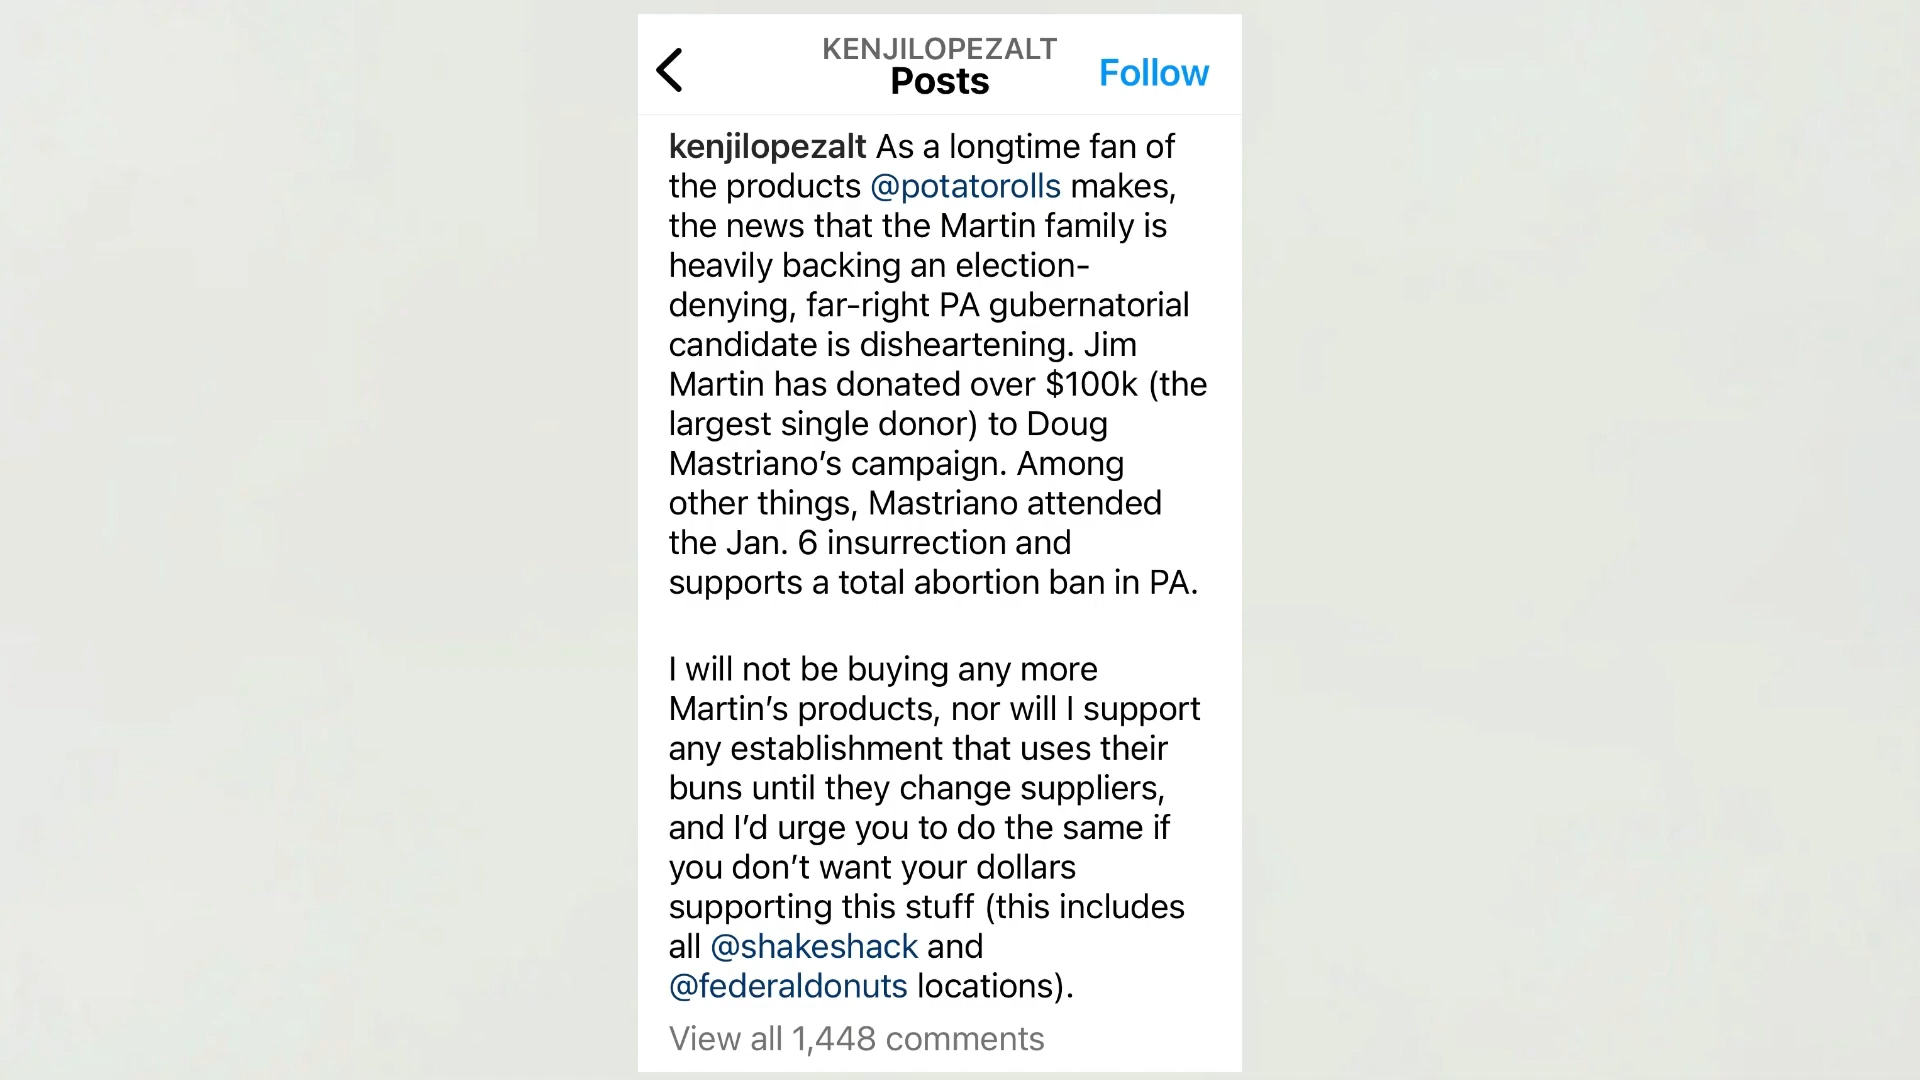 KENJILOPEZALT
Posts
Follow
kenjilopezalt As a longtime fan of
the products @potatorolls makes,
the news that the Martin family is
heavily backing an election-
denying, far-right PA gubernatorial
candidate is disheartening. Jim
Martin has donated over $100k (the
largest single donor) to Doug
Mastriano’s campaign. Among
other things, Mastriano attended
the Jan. 6 insurrection and
supports a total abortion ban in PA.
I will not be buying any more
Martin’s products, nor will I support
any establishment that uses their
buns until they change suppliers,
and I’d urge you to do the same if
you don’t want your dollars
supporting this stuff (this includes
all @shakeshack and
@federaldonuts locations).
View all 1,448 comments